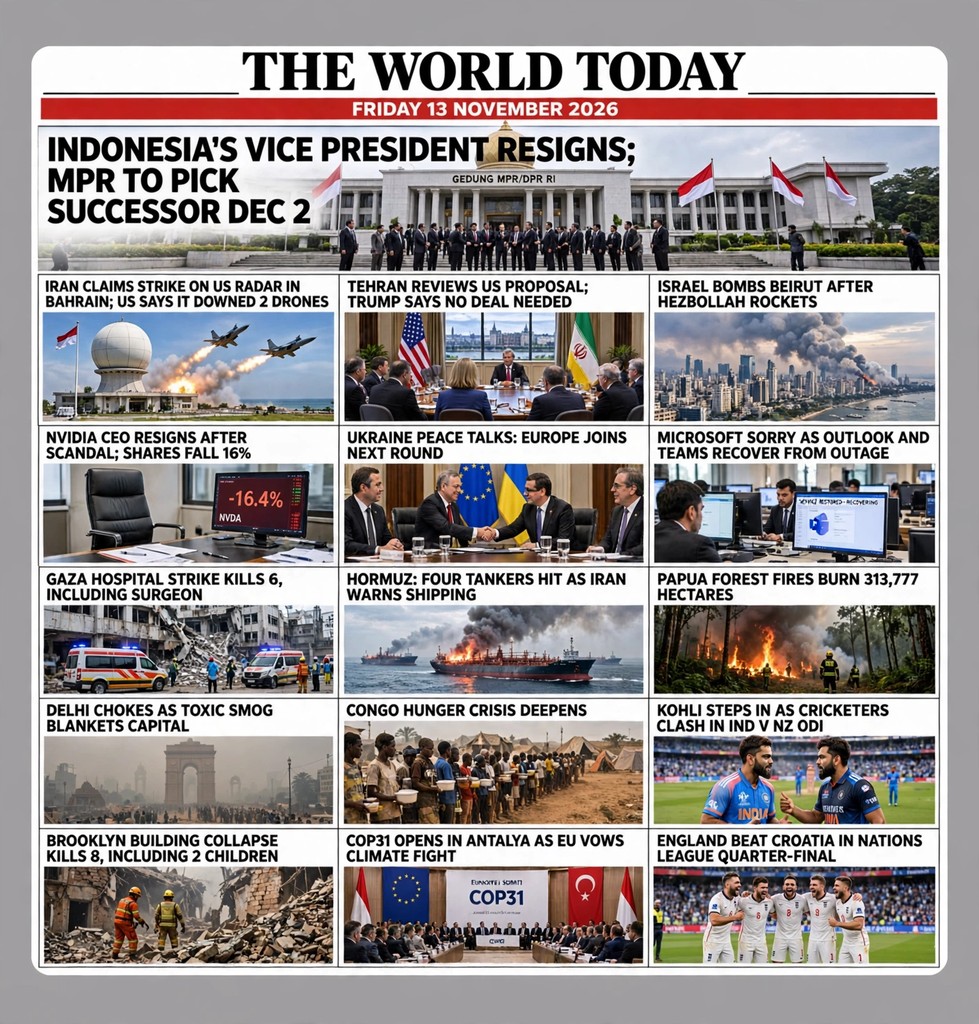 THE WORLD TODAY
FRIDAY 13 NOVEMBER 2026
INDONESIA'S VICE PRESIDENT RESIGNS;
MPR TO PICK
SUCCESSOR DEC 2
GEDUNG MPR/DPR RI
IRAN CLAIMS STRIKE ON US RADAR IN
BAHRAIN; US SAYS IT DOWNED 2 DRONES
TEHRAN REVIEWS US PROPOSAL;
TRUMP SAYS NO DEAL NEEDED
ISRAEL BOMBS BEIRUT AFTER
HEZBOLLAH ROCKETS
NVIDIA CEO RESIGNS AFTER
SCANDAL; SHARES FALL 16%
-16.4%
NVDA
UKRAINE PEACE TALKS: EUROPE JOINS
NEXT ROUND
MICROSOFT SORRY AS OUTLOOK AND
TEAMS RECOVER FROM OUTAGE
GAZA HOSPITAL STRIKE KILLS 6,
INCLUDING SURGEON
HORMUZ: FOUR TANKERS HIT AS IRAN
WARNS SHIPPING
PAPUA FOREST FIRES BURN 313,777
HECTARES
DELHI CHOKES AS TOXIC SMOG
BLANKETS CAPITAL
CONGO HUNGER CRISIS DEEPENS
KOHLI STEPS IN AS CRICKETERS
CLASH IN IND V NZ ODI
INDIA
BROOKLYN BUILDING COLLAPSE
KILLS 8, INCLUDING 2 CHILDREN
COP31 OPENS IN ANTALYA AS EU VOWS
CLIMATE FIGHT
COP31
ENGLAND BEAT CROATIA IN NATIONS
LEAGUE QUARTER-FINAL